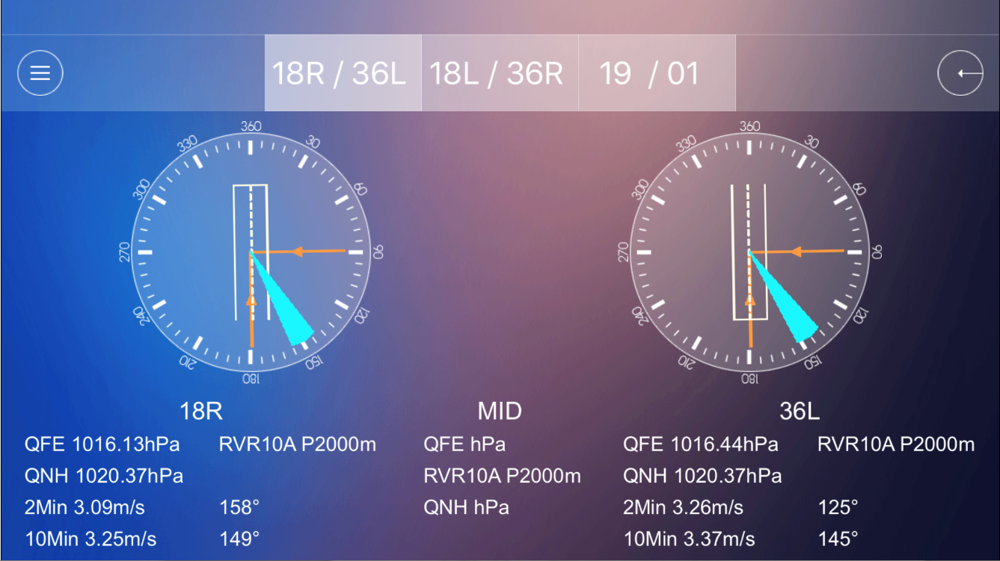 18R / 36L 18L / 36R 19 / 01
360 30 60 90 120 150 180 210 240 270 300 330
360 30 60 90 120 150 180 210 240 270 300 330
18R MID 36L
QFE 1016.13hPa RVR10A P2000m QFE hPa QFE 1016.44hPa RVR10A P2000m
QNH 1020.37hPa RVR10A P2000m QNH 1020.37hPa
2Min 3.09m/s 158° QNH hPa 2Min 3.26m/s 125°
10Min 3.25m/s 149° 10Min 3.37m/s 145°